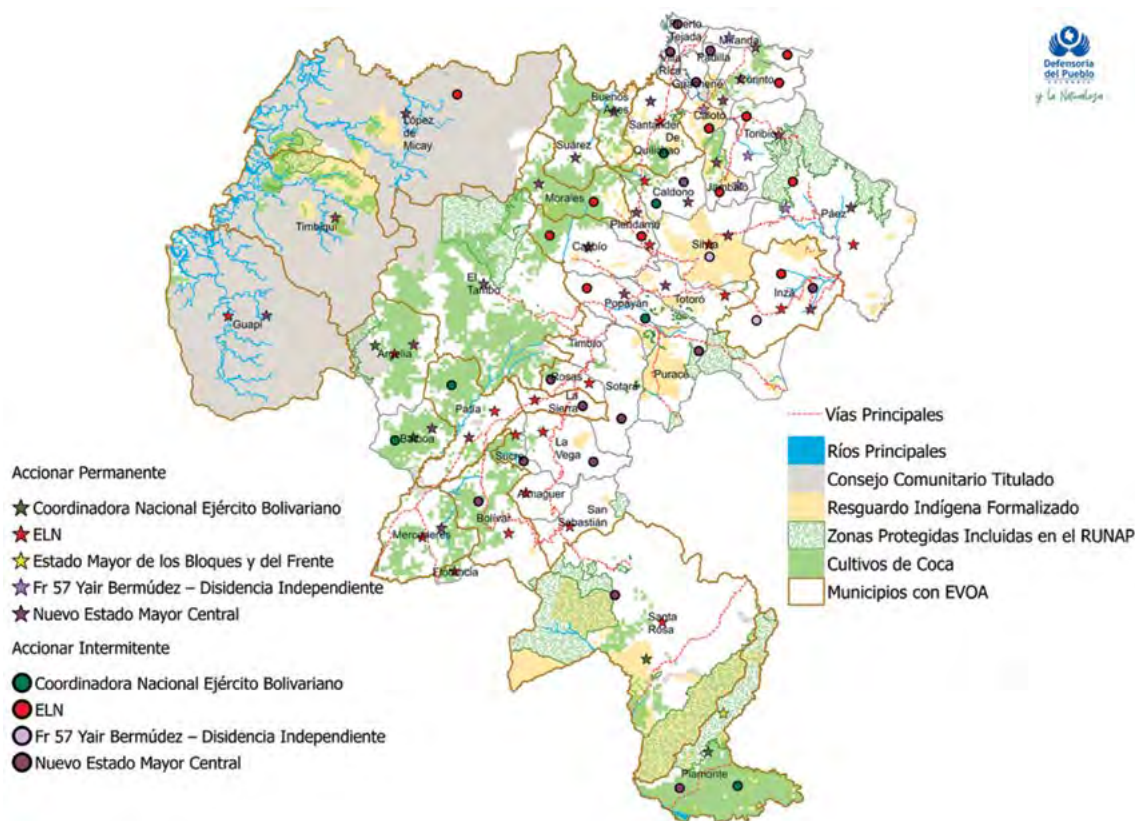 Defensoría
del Pueblo
COLOMBIA
y la Naturaleza
Puerto
Tejada
Miranda
Villa
Rica
Padilla
Guachené
Corinto
López
de
Micay
Buenos
Aires
Santander
De
Quilichao
Caloto
Toribío
Suárez
Caldono
Jambaló
Morales
Páez
Timbiquí
Piendamó
Silvia
Cajibío
El
Tambo
Inzá
Totoró
Popayán
Guapi
Timbío
Argelia
Rosas
Sotará
Puracé
La
Sierra
Patía
Balboa
La
Vega
Sucre
Almaguer
San
Sebastián
Bolívar
Mercaderes
Florencia
Santa
Rosa
Piamonte
Accionar Permanente
Coordinadora Nacional Ejército Bolivariano
ELN
Estado Mayor de los Bloques y del Frente
Fr 57 Yair Bermúdez – Disidencia Independiente
Nuevo Estado Mayor Central
Accionar Intermitente
Coordinadora Nacional Ejército Bolivariano
ELN
Fr 57 Yair Bermúdez – Disidencia Independiente
Nuevo Estado Mayor Central
Vías Principales
Ríos Principales
Consejo Comunitario Titulado
Resguardo Indígena Formalizado
Zonas Protegidas Incluidas en el RUNAP
Cultivos de Coca
Municipios con EVOA